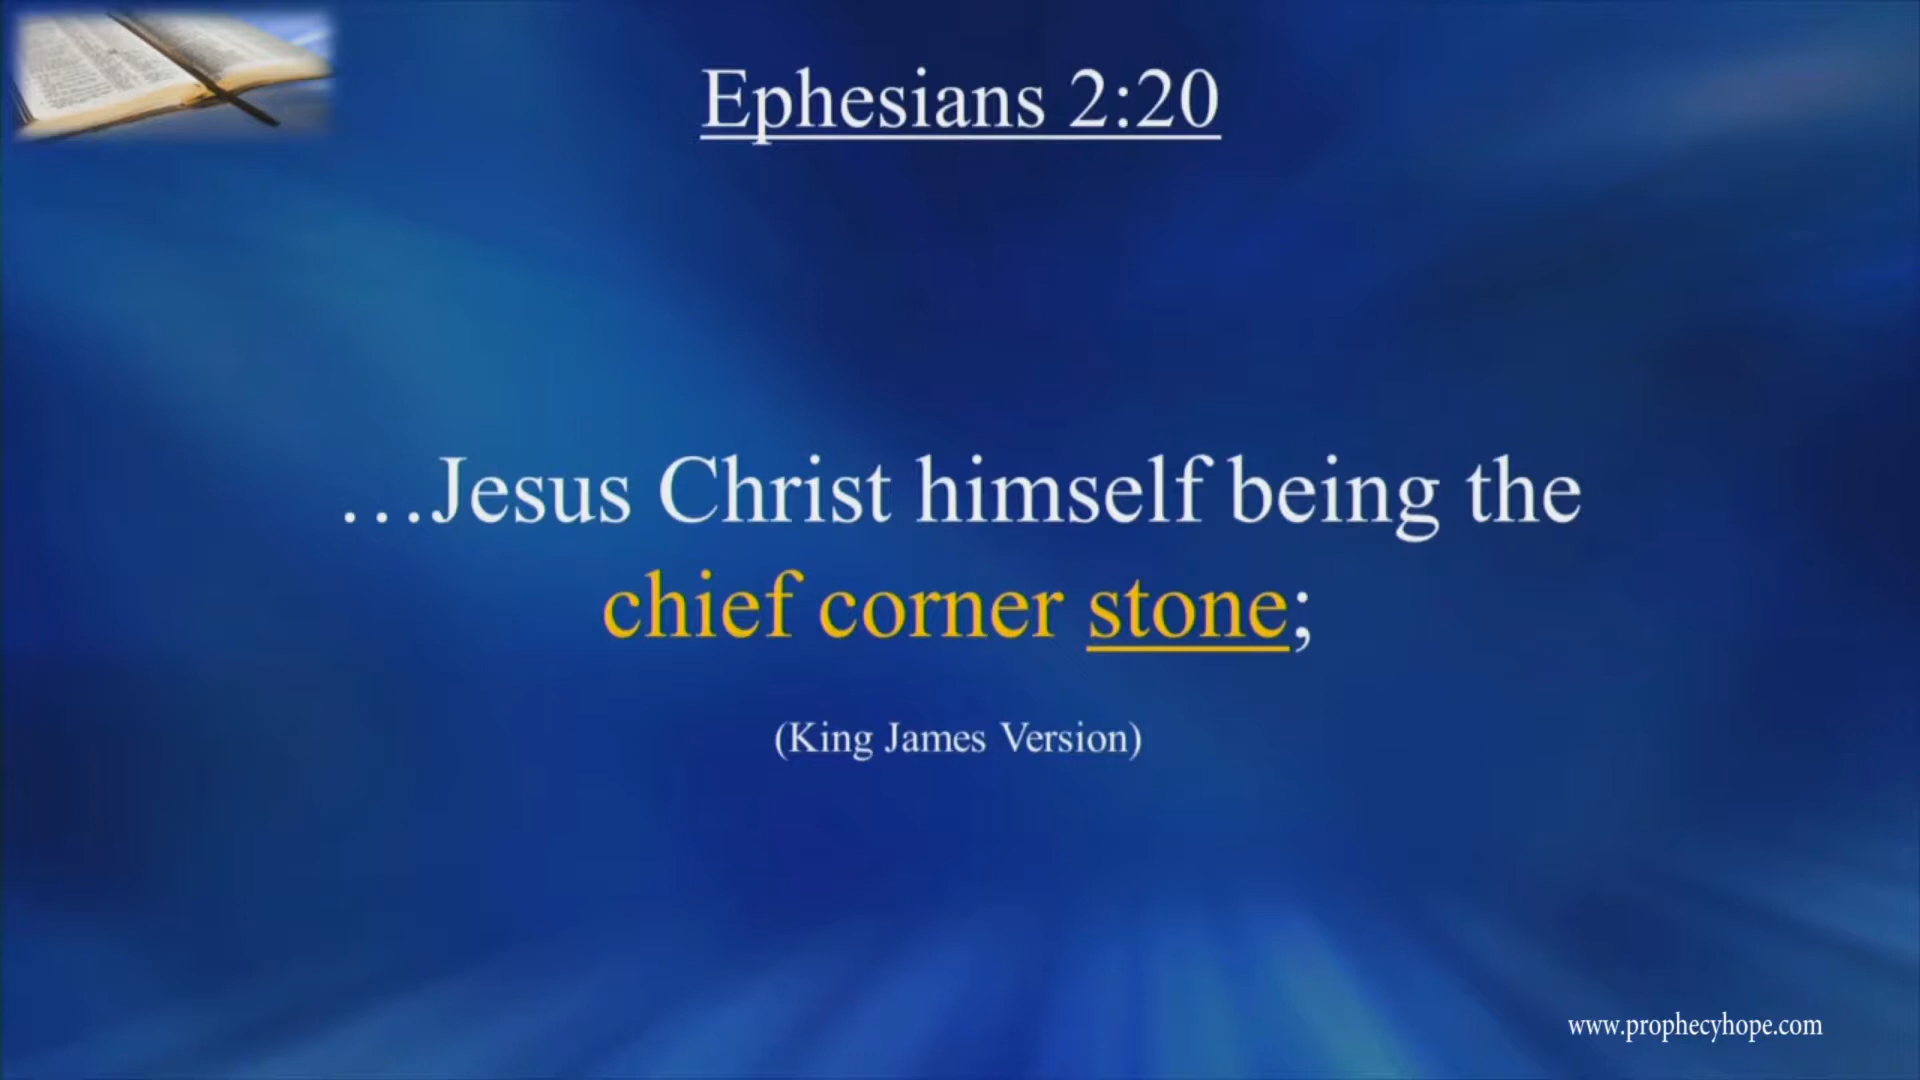 Ephesians 2:20
…Jesus Christ himself being the
chief corner stone;
(King James Version)
www.prophecyhope.com